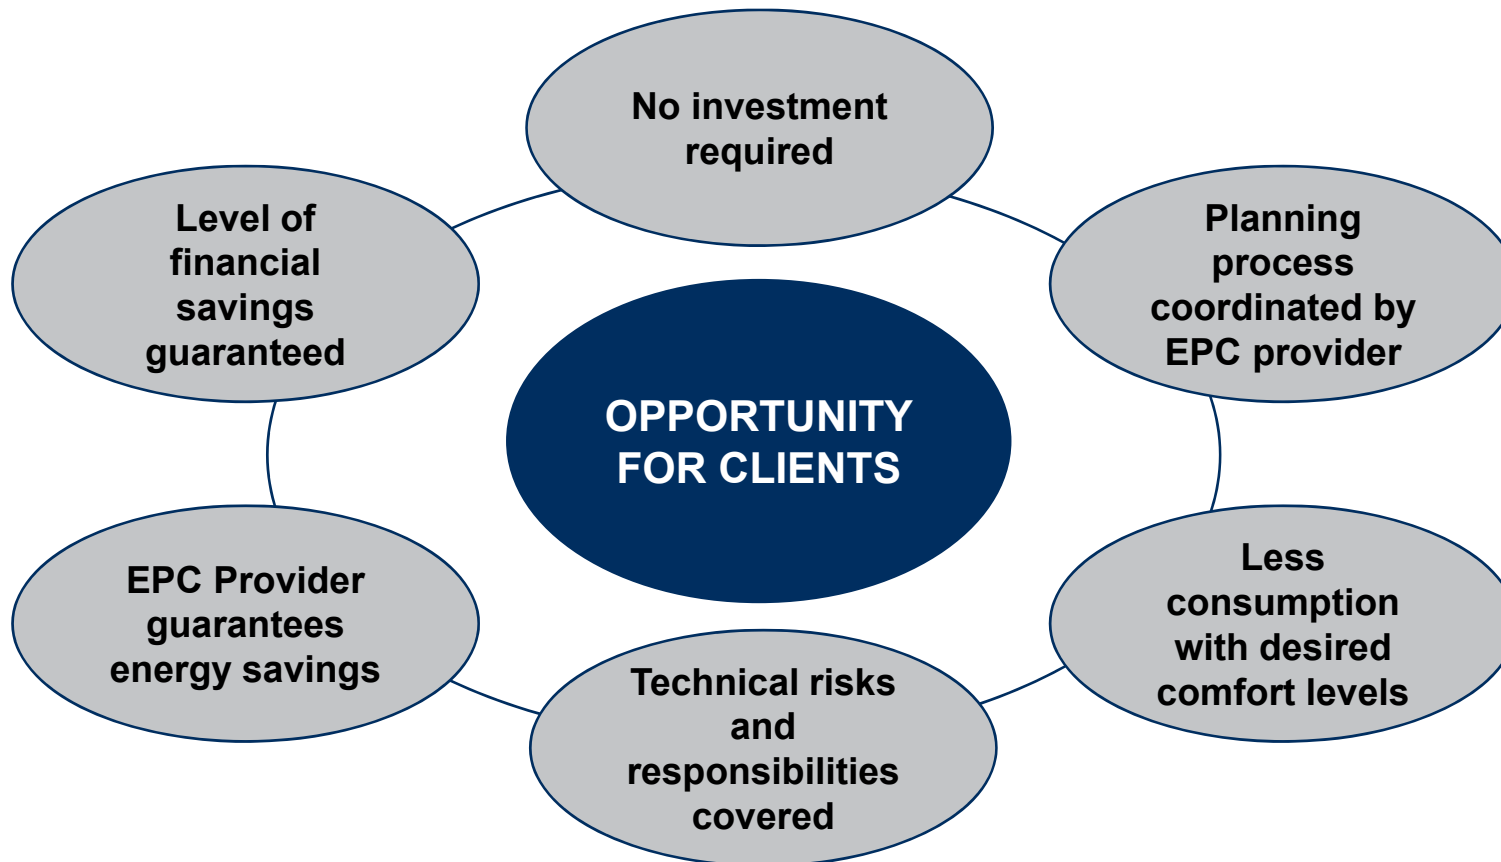 No investment
required
Level of
financial
savings
guaranteed
Planning
process
coordinated by
EPC provider
OPPORTUNITY
FOR CLIENTS
EPC Provider
guarantees
energy savings
Less
consumption
with desired
comfort levels
Technical risks
and
responsibilities
covered